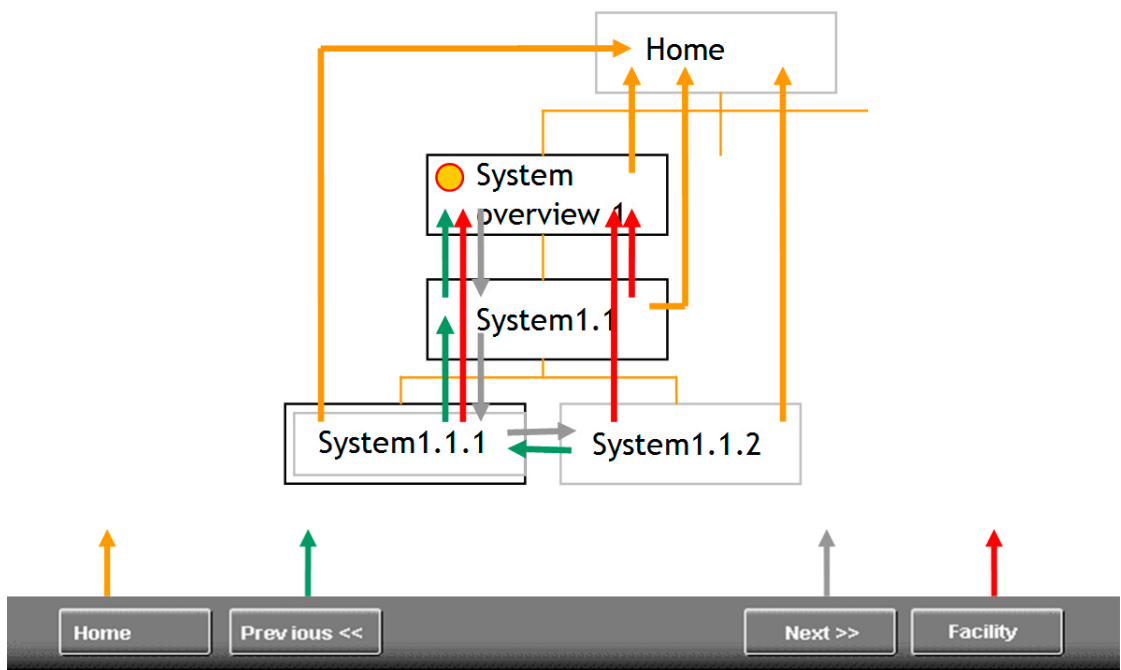 Home
System
overview 1
System1.1
System1.1.1
System1.1.2
Home
Previous <<
Next >>
Facility